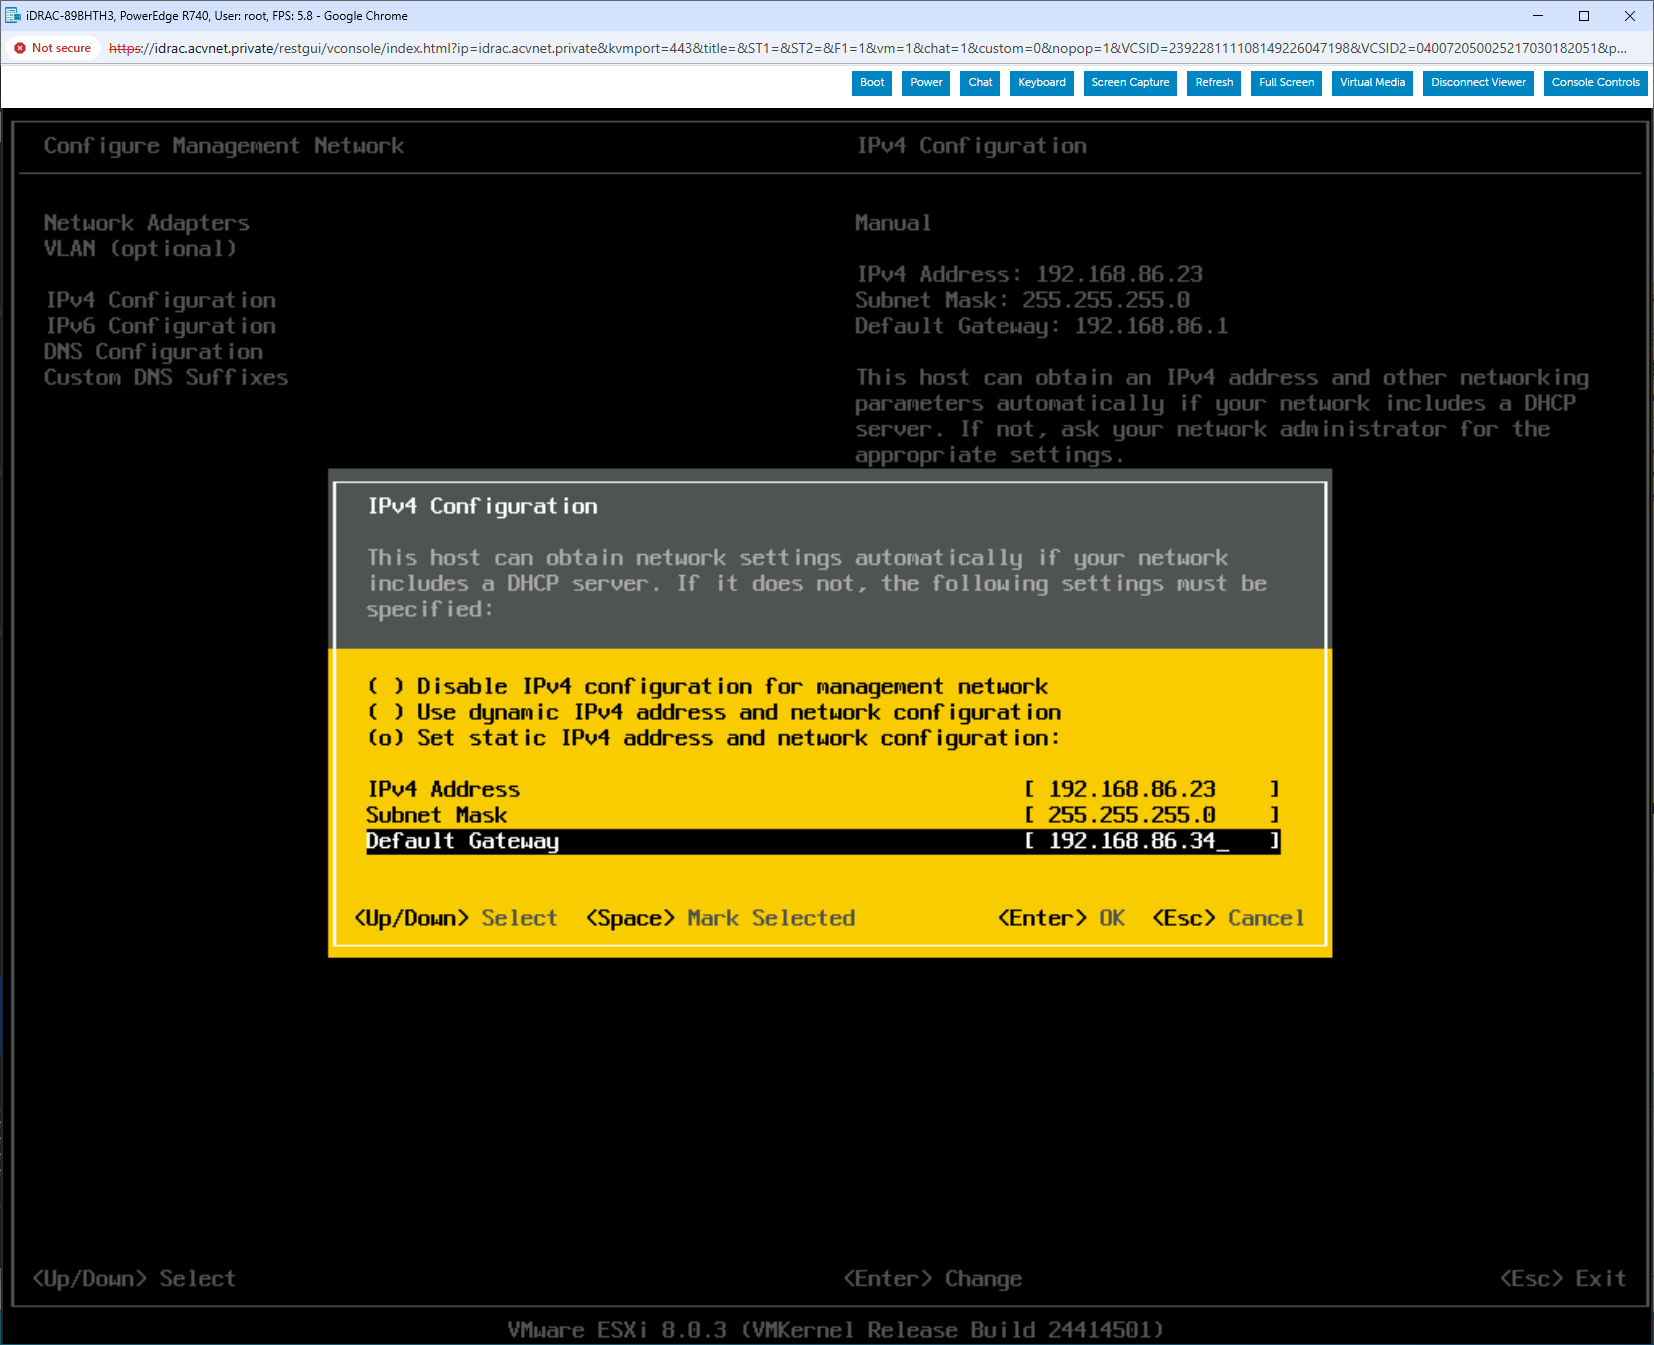 iDRAC-89BHTH3, PowerEdge R740, User: root, FPS: 5.8 - Google Chrome
Not secure https://idrac.acvnet.private/restgui/vconsole/index.html?ip=idrac.acvnet.private&kvmport=443&title=&ST1=&ST2=&F1=1&vm=1&chat=1&custom=0&nopop=1&VCSID=239228111108149226047198&VCSID2=040072050025217030182051&p...
Boot Power Chat Keyboard Screen Capture Refresh Full Screen Virtual Media Disconnect Viewer Console Controls
Configure Management Network
IPv4 Configuration
Network Adapters
VLAN (optional)
IPv4 Configuration
IPv6 Configuration
DNS Configuration
Custom DNS Suffixes
Manual
IPv4 Address: 192.168.86.23
Subnet Mask: 255.255.255.0
Default Gateway: 192.168.86.1
This host can obtain an IPv4 address and other networking
parameters automatically if your network includes a DHCP
server. If not, ask your network administrator for the
appropriate settings.
IPv4 Configuration
This host can obtain network settings automatically if your network
includes a DHCP server. If it does not, the following settings must be
specified:
( ) Disable IPv4 configuration for management network
( ) Use dynamic IPv4 address and network configuration
(o) Set static IPv4 address and network configuration:
IPv4 Address [ 192.168.86.23 ]
Subnet Mask [ 255.255.255.0 ]
Default Gateway [ 192.168.86.34_ ]
<Up/Down> Select <Space> Mark Selected <Enter> OK <Esc> Cancel
<Up/Down> Select <Enter> Change <Esc> Exit
VMware ESXi 8.0.3 (VMKernel Release Build 24414501)